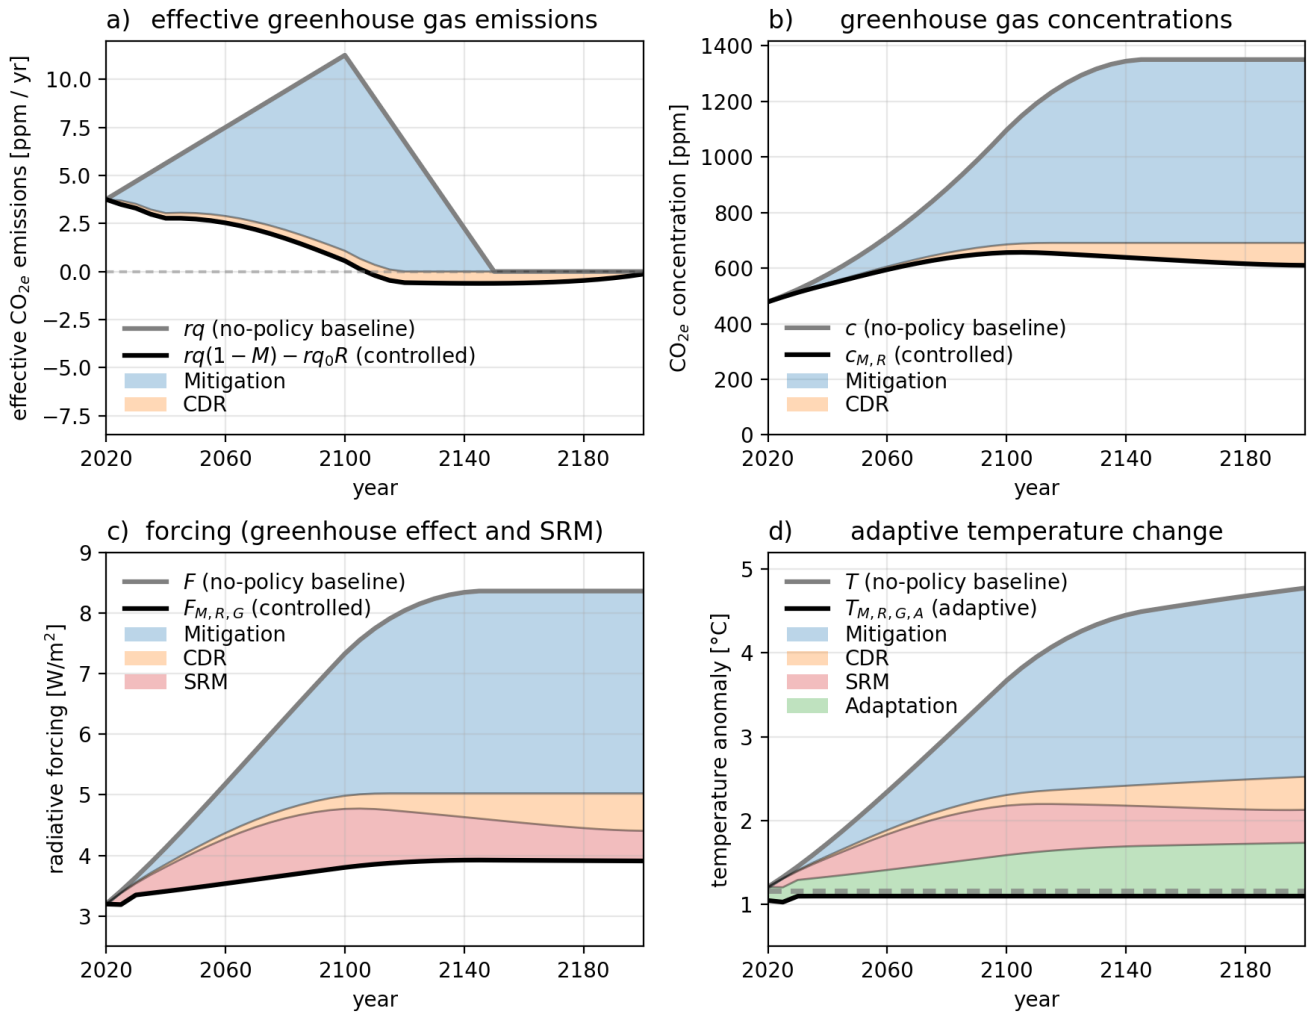 a) effective greenhouse gas emissions
effective CO2e emissions [ppm / yr]
10.0
7.5
5.0
2.5
0.0
−2.5
−5.0
−7.5
rq (no-policy baseline)
rq(1 − M) − rq0R (controlled)
Mitigation
CDR
2020 2060 2100 2140 2180
year
b) greenhouse gas concentrations
CO2e concentration [ppm]
1400
1200
1000
800
600
400
200
0
c (no-policy baseline)
cM, R (controlled)
Mitigation
CDR
2020 2060 2100 2140 2180
year
c) forcing (greenhouse effect and SRM)
radiative forcing [W/m²]
9
8
7
6
5
4
3
F (no-policy baseline)
FM, R, G (controlled)
Mitigation
CDR
SRM
2020 2060 2100 2140 2180
year
d) adaptive temperature change
temperature anomaly [°C]
5
4
3
2
1
T (no-policy baseline)
TM, R, G, A (adaptive)
Mitigation
CDR
SRM
Adaptation
2020 2060 2100 2140 2180
year